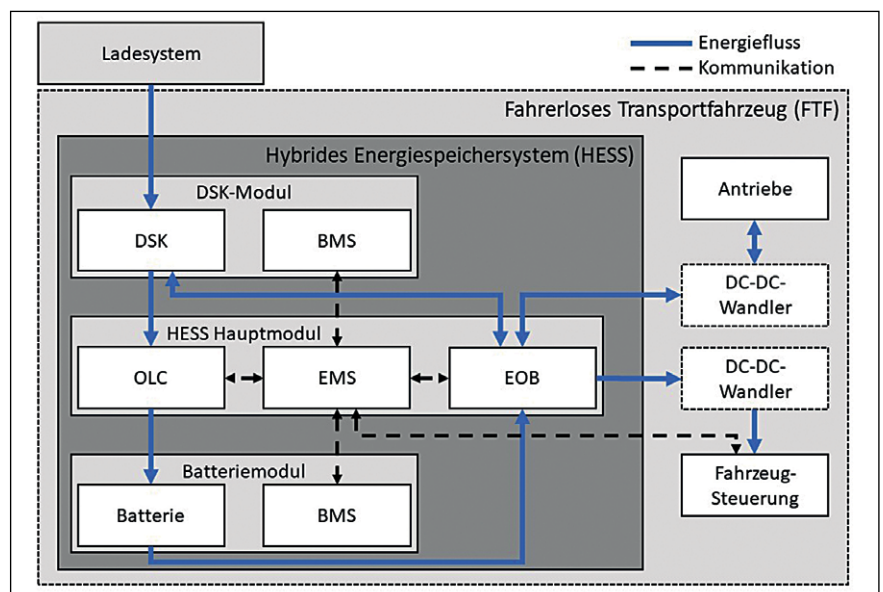 Ladesystem
Energiefluss
Kommunikation
Fahrerloses Transportfahrzeug (FTF)
Hybrides Energiespeichersystem (HESS)
DSK-Modul
DSK
BMS
Antriebe
DC-DC-
Wandler
HESS Hauptmodul
OLC
EMS
EOB
DC-DC-
Wandler
Batteriemodul
Batterie
BMS
Fahrzeug-
Steuerung